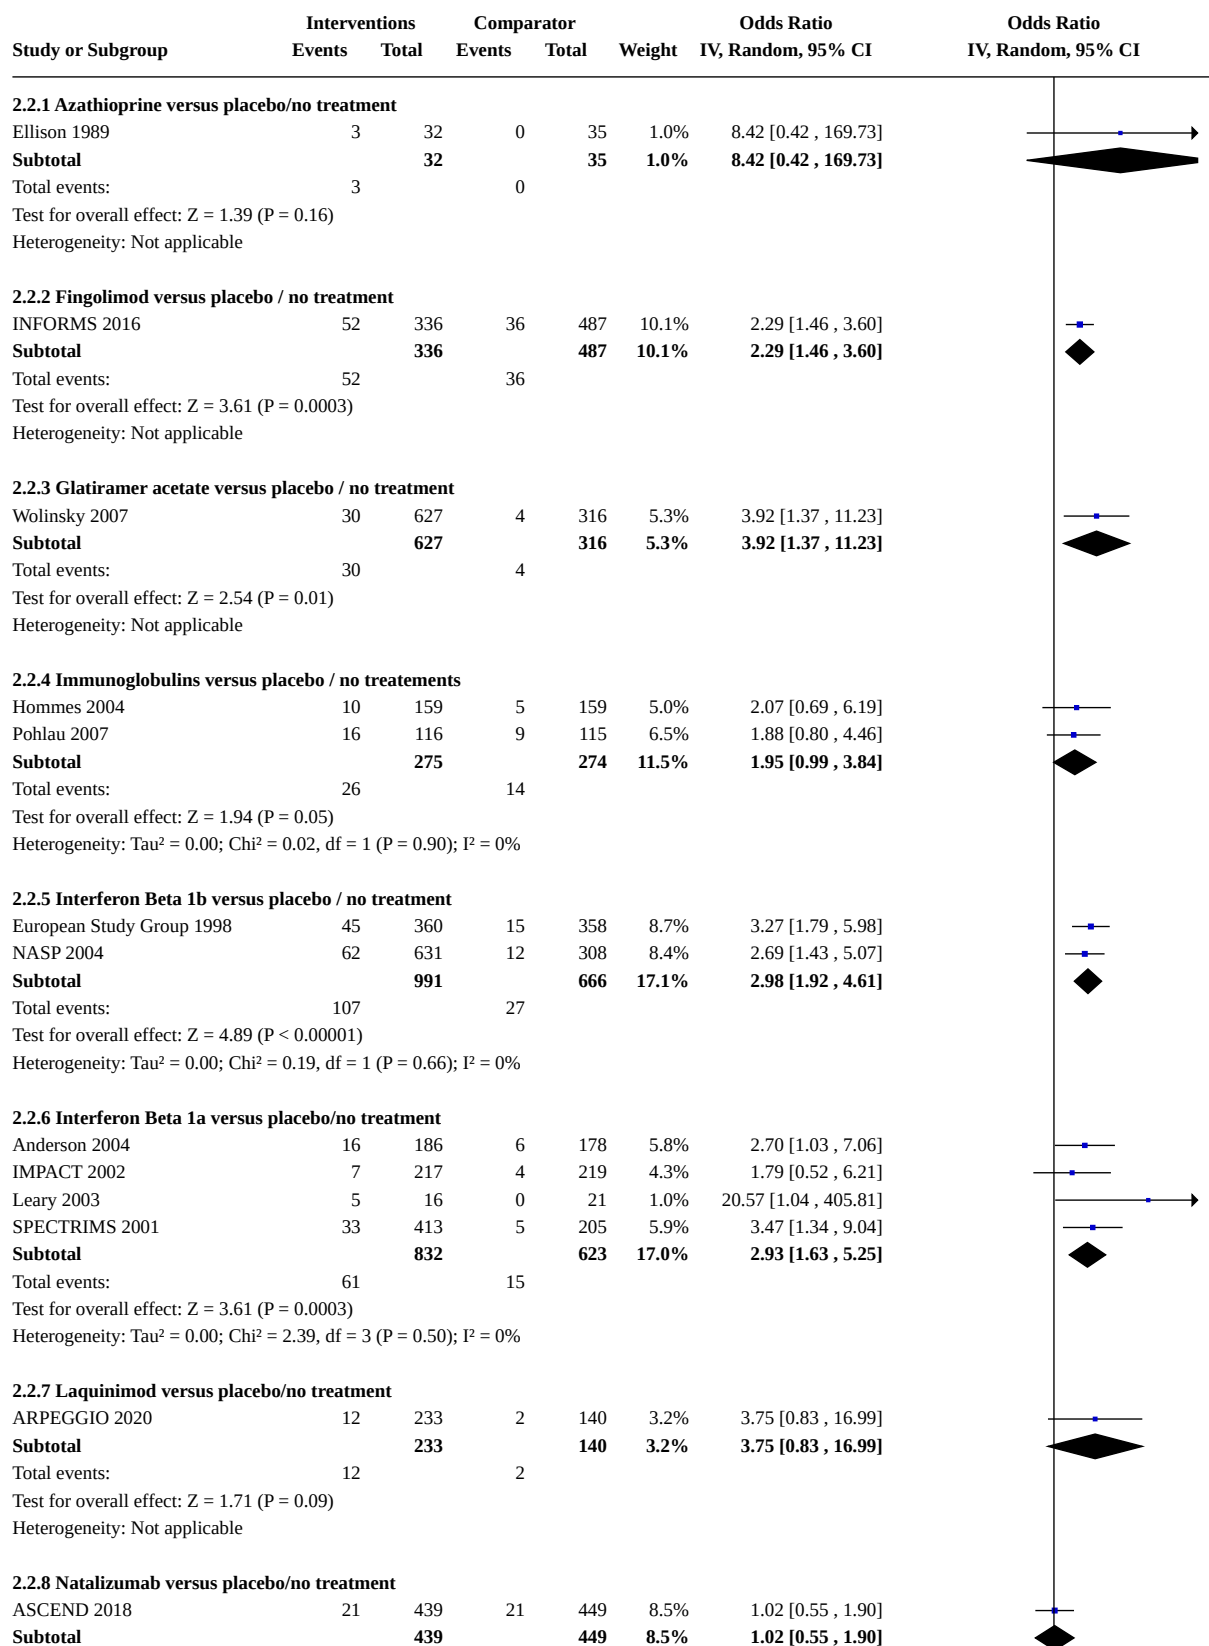 Interventions Comparator Odds Ratio Odds Ratio
Study or Subgroup Events Total Events Total Weight IV, Random, 95% CI IV, Random, 95% CI
2.2.1 Azathioprine versus placebo/no treatment
Ellison 1989 3 32 0 35 1.0% 8.42 [0.42 , 169.73]
Subtotal 32 35 1.0% 8.42 [0.42 , 169.73]
Total events: 3 0
Test for overall effect: Z = 1.39 (P = 0.16)
Heterogeneity: Not applicable
2.2.2 Fingolimod versus placebo / no treatment
INFORMS 2016 52 336 36 487 10.1% 2.29 [1.46 , 3.60]
Subtotal 336 487 10.1% 2.29 [1.46 , 3.60]
Total events: 52 36
Test for overall effect: Z = 3.61 (P = 0.0003)
Heterogeneity: Not applicable
2.2.3 Glatiramer acetate versus placebo / no treatment
Wolinsky 2007 30 627 4 316 5.3% 3.92 [1.37 , 11.23]
Subtotal 627 316 5.3% 3.92 [1.37 , 11.23]
Total events: 30 4
Test for overall effect: Z = 2.54 (P = 0.01)
Heterogeneity: Not applicable
2.2.4 Immunoglobulins versus placebo / no treatements
Hommes 2004 10 159 5 159 5.0% 2.07 [0.69 , 6.19]
Pohlau 2007 16 116 9 115 6.5% 1.88 [0.80 , 4.46]
Subtotal 275 274 11.5% 1.95 [0.99 , 3.84]
Total events: 26 14
Test for overall effect: Z = 1.94 (P = 0.05)
Heterogeneity: Tau² = 0.00; Chi² = 0.02, df = 1 (P = 0.90); I² = 0%
2.2.5 Interferon Beta 1b versus placebo / no treatment
European Study Group 1998 45 360 15 358 8.7% 3.27 [1.79 , 5.98]
NASP 2004 62 631 12 308 8.4% 2.69 [1.43 , 5.07]
Subtotal 991 666 17.1% 2.98 [1.92 , 4.61]
Total events: 107 27
Test for overall effect: Z = 4.89 (P < 0.00001)
Heterogeneity: Tau² = 0.00; Chi² = 0.19, df = 1 (P = 0.66); I² = 0%
2.2.6 Interferon Beta 1a versus placebo/no treatment
Anderson 2004 16 186 6 178 5.8% 2.70 [1.03 , 7.06]
IMPACT 2002 7 217 4 219 4.3% 1.79 [0.52 , 6.21]
Leary 2003 5 16 0 21 1.0% 20.57 [1.04 , 405.81]
SPECTRIMS 2001 33 413 5 205 5.9% 3.47 [1.34 , 9.04]
Subtotal 832 623 17.0% 2.93 [1.63 , 5.25]
Total events: 61 15
Test for overall effect: Z = 3.61 (P = 0.0003)
Heterogeneity: Tau² = 0.00; Chi² = 2.39, df = 3 (P = 0.50); I² = 0%
2.2.7 Laquinimod versus placebo/no treatment
ARPEGGIO 2020 12 233 2 140 3.2% 3.75 [0.83 , 16.99]
Subtotal 233 140 3.2% 3.75 [0.83 , 16.99]
Total events: 12 2
Test for overall effect: Z = 1.71 (P = 0.09)
Heterogeneity: Not applicable
2.2.8 Natalizumab versus placebo/no treatment
ASCEND 2018 21 439 21 449 8.5% 1.02 [0.55 , 1.90]
Subtotal 439 449 8.5% 1.02 [0.55 , 1.90]